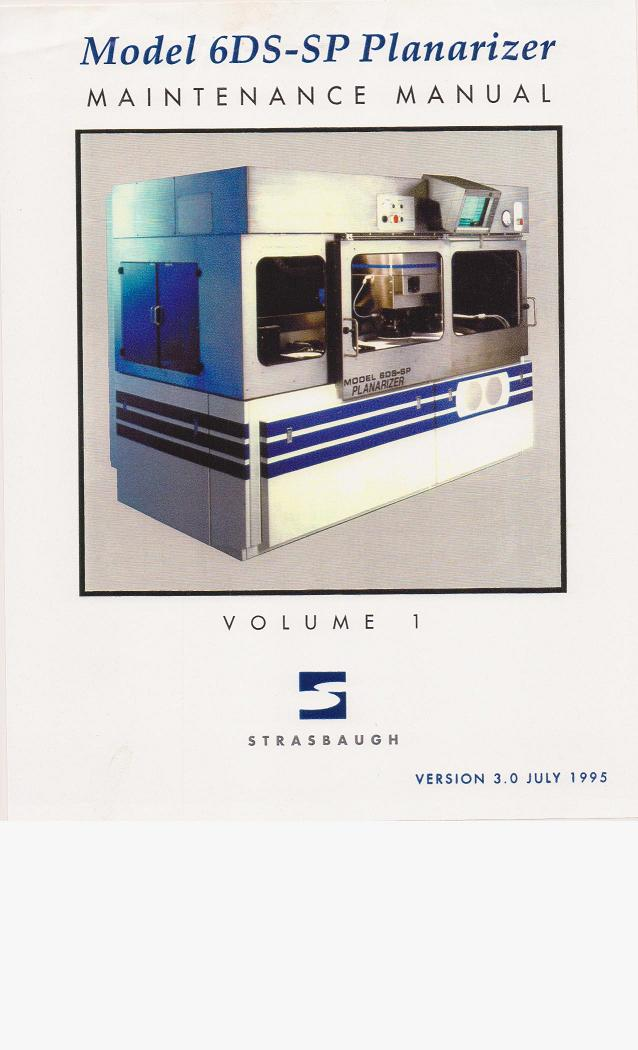 Model 6DS-SP Planarizer
MAINTENANCE MANUAL
MODEL 6DS-SP
PLANARIZER
VOLUME 1
STRASBAUGH
VERSION 3.0 JULY 1995